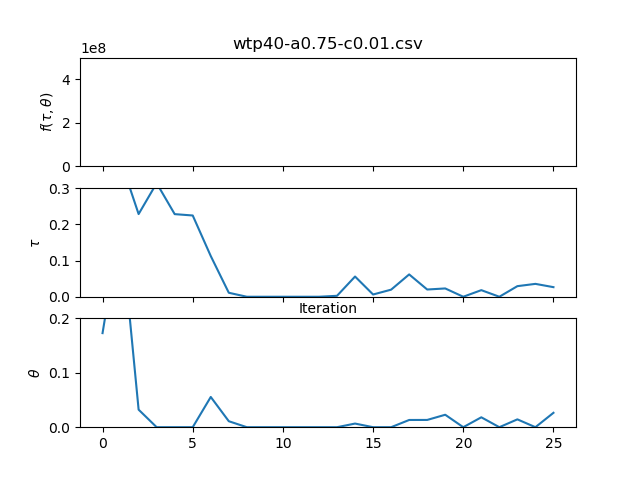 wtp40-a0.75-c0.01.csv
1e8
4
2
0
f(τ, θ)
0.3
0.2
0.1
0.0
τ
Iteration
0.2
0.1
0.0
θ
0 5 10 15 20 25